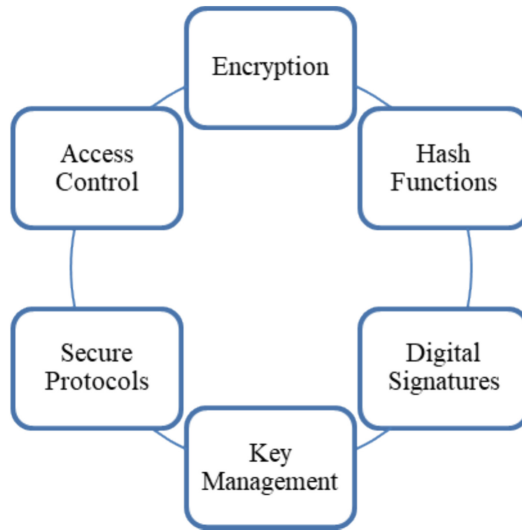 Encryption
Hash
Functions
Digital
Signatures
Key
Management
Secure
Protocols
Access
Control